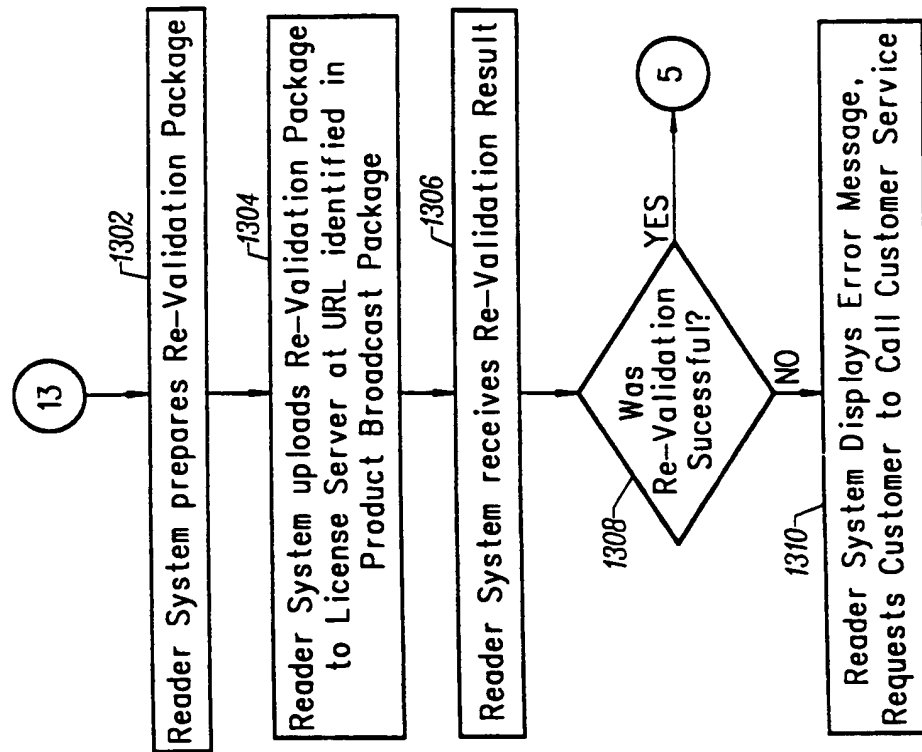 13
1302
Reader System prepares Re-Validation Package
1304
Reader System uploads Re-Validation Package
to License Server at URL identified in
Product Broadcast Package
1306
Reader System receives Re-Validation Result
1308
Was
Re-Validation
Sucessful?
YES
5
NO
1310
Reader System Displays Error Message,
Requests Customer to Call Customer Service